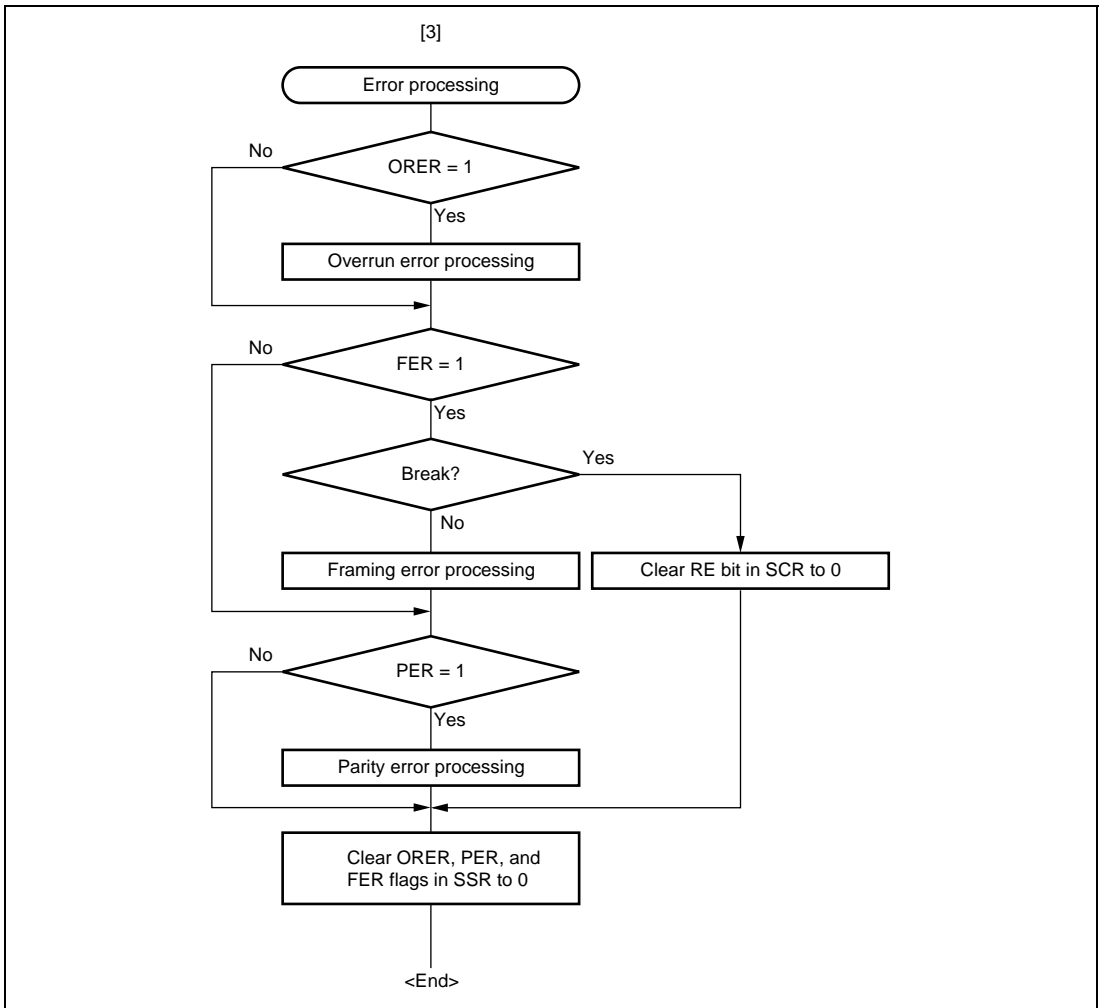 [3]
Error processing
No
ORER = 1
Yes
Overrun error processing
No
FER = 1
Yes
Break?
Yes
No
Framing error processing
Clear RE bit in SCR to 0
No
PER = 1
Yes
Parity error processing
Clear ORER, PER, and
FER flags in SSR to 0
<End>